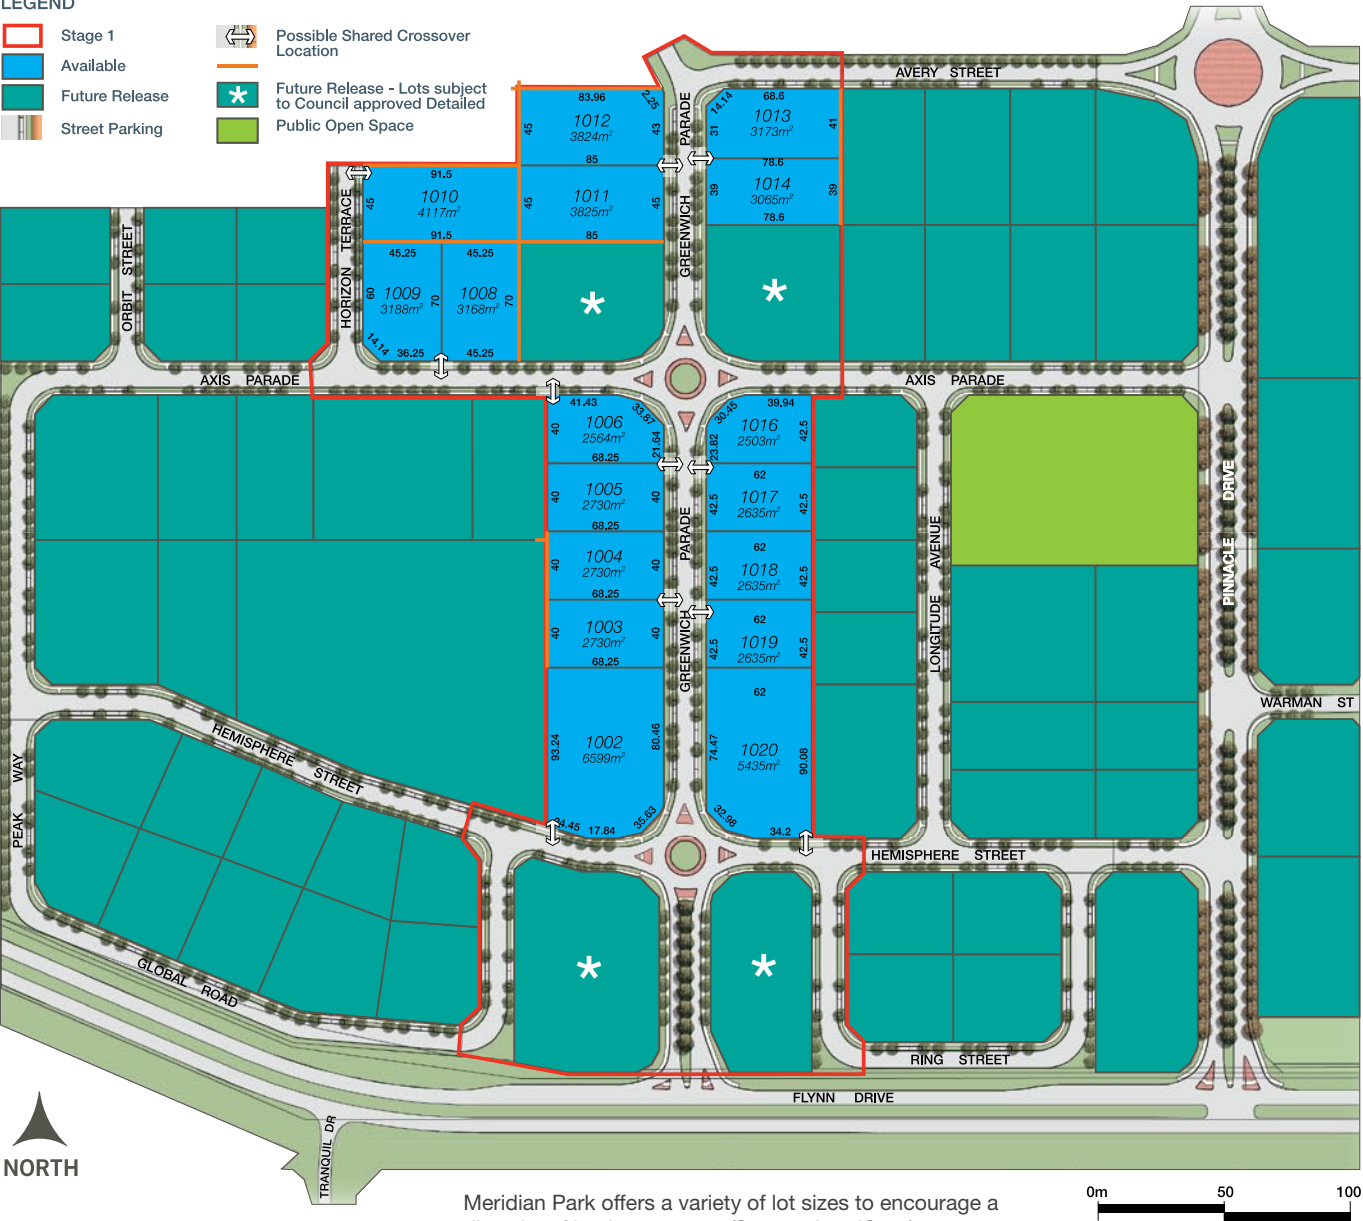 LEGEND
Stage 1
Available
Future Release
Street Parking
Possible Shared Crossover
Location
Future Release - Lots subject
to Council approved Detailed
Public Open Space
AVERY STREET
83.96
2.25
1012
3824m²
45
43
85
14.14
68.6
1013
3173m²
31
41
78.6
1014
3065m²
39
39
78.6
91.5
1010
4117m²
45
91.5
1011
3825m²
45
45
85
45.25
1009
3188m²
60
70
14.14
36.25
45.25
1008
3168m²
70
45.25
ORBIT STREET
HORIZON TERRACE
GREENWICH PARADE
AXIS PARADE
AXIS PARADE
41.43
33.87
1006
2564m²
40
21.64
68.25
1005
2730m²
40
40
68.25
1004
2730m²
40
40
68.25
1003
2730m²
40
40
68.25
1002
6599m²
93.24
80.46
17.84
35.63
30.45
39.94
1016
2503m²
23.82
42.5
62
1017
2635m²
42.5
42.5
62
1018
2635m²
42.5
42.5
62
1019
2635m²
42.5
42.5
62
1020
5435m²
74.47
90.08
32.98
34.2
GREENWICH PARADE
LONGITUDE AVENUE
PINNACLE DRIVE
WARMAN ST
PEAK WAY
HEMISPHERE STREET
HEMISPHERE STREET
GLOBAL ROAD
RING STREET
FLYNN DRIVE
TRANQUIL DR
NORTH
Meridian Park offers a variety of lot sizes to encourage a
0m 50 100